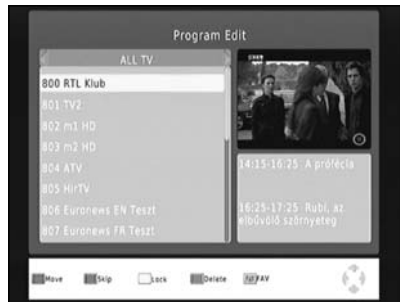 Program Edit
ALL TV
800 RTL Klub
801 TV2
802 m1 HD
803 m2 HD
804 ATV
805 HírTV
806 Euronews EN Teszt
807 Euronews FR Teszt
14:15-16:25 A prófécia
16:25-17:25 Rubí, az
elbűvölő szörnyeteg
Move Skip Lock Delete FAV